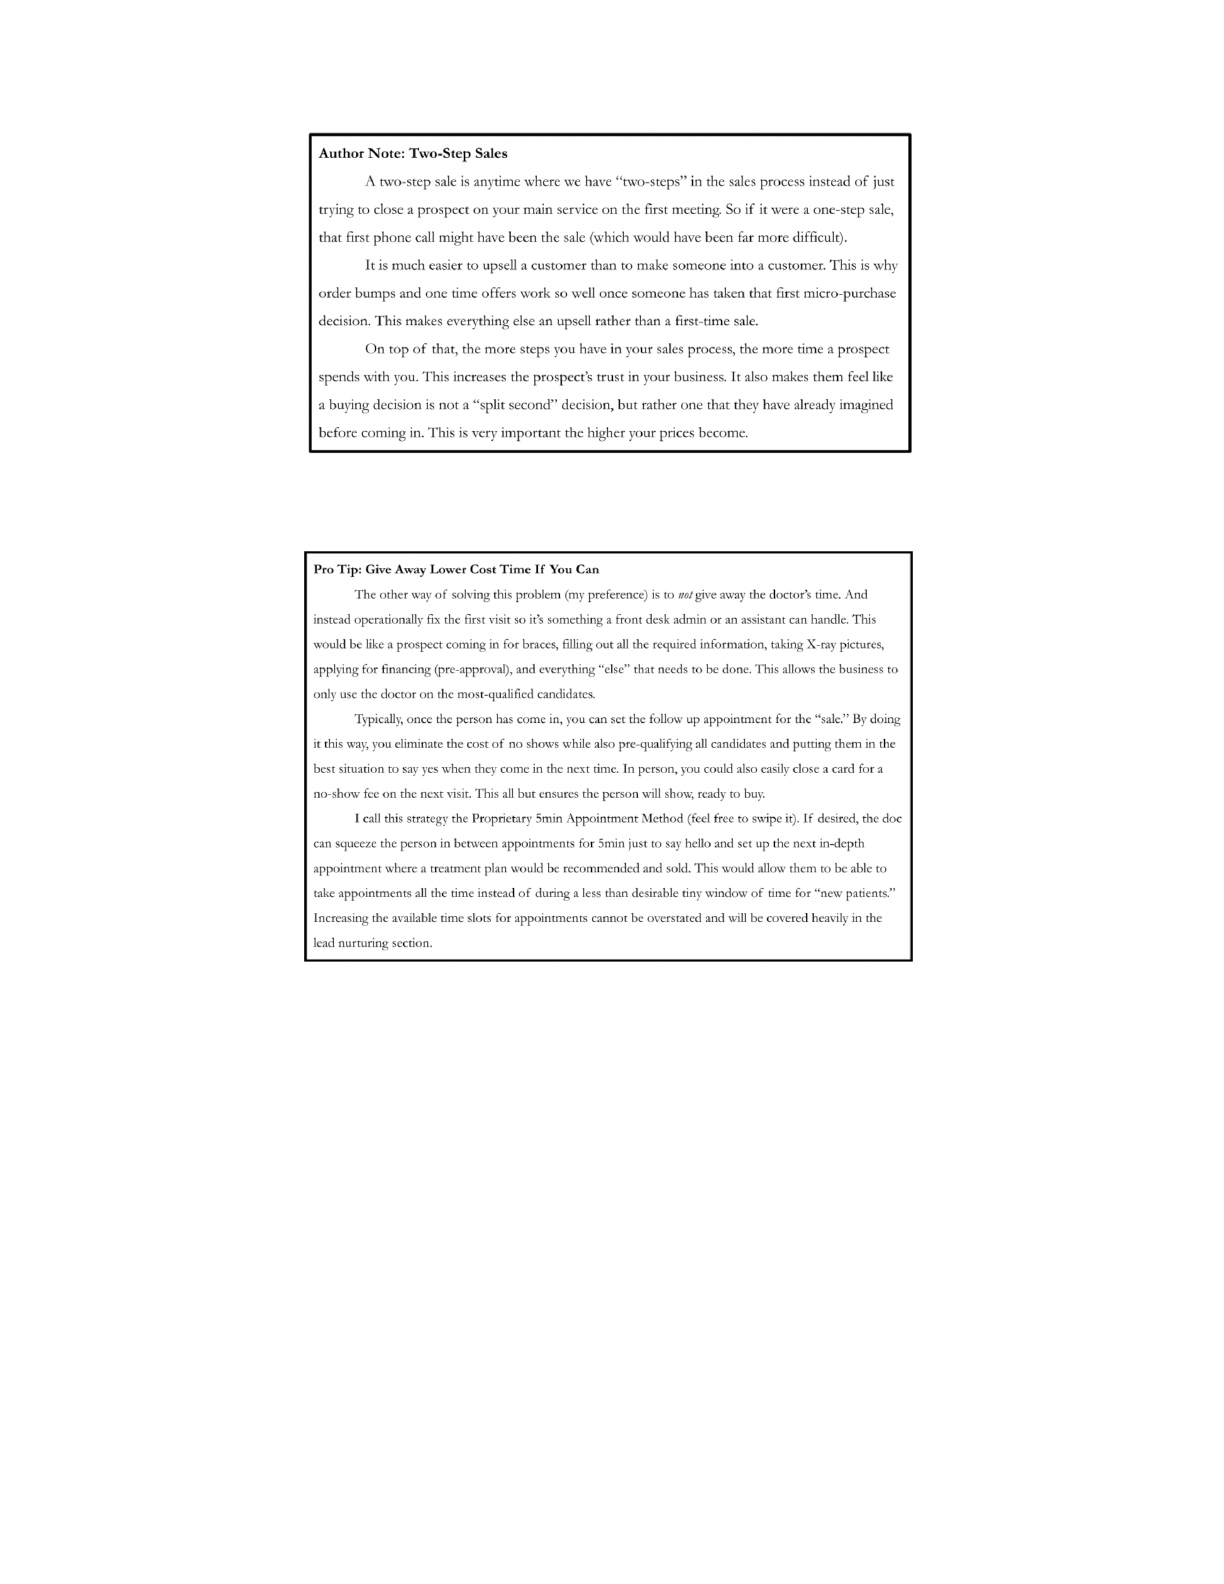 Author Note: Two-Step Sales
A two-step sale is anytime where we have “two-steps” in the sales process instead of just
trying to close a prospect on your main service on the first meeting. So if it were a one-step sale,
that first phone call might have been the sale (which would have been far more difficult).
It is much easier to upsell a customer than to make someone into a customer. This is why
order bumps and one time offers work so well once someone has taken that first micro-purchase
decision. This makes everything else an upsell rather than a first-time sale.
On top of that, the more steps you have in your sales process, the more time a prospect
spends with you. This increases the prospect’s trust in your business. It also makes them feel like
a buying decision is not a “split second” decision, but rather one that they have already imagined
before coming in. This is very important the higher your prices become.
Pro Tip: Give Away Lower Cost Time If You Can
The other way of solving this problem (my preference) is to not give away the doctor’s time. And
instead operationally fix the first visit so it’s something a front desk admin or an assistant can handle. This
would be like a prospect coming in for braces, filling out all the required information, taking X-ray pictures,
applying for financing (pre-approval), and everything “else” that needs to be done. This allows the business to
only use the doctor on the most-qualified candidates.
Typically, once the person has come in, you can set the follow up appointment for the “sale.” By doing
it this way, you eliminate the cost of no shows while also pre-qualifying all candidates and putting them in the
best situation to say yes when they come in the next time. In person, you could also easily close a card for a
no-show fee on the next visit. This all but ensures the person will show, ready to buy.
I call this strategy the Proprietary 5min Appointment Method (feel free to swipe it). If desired, the doc
can squeeze the person in between appointments for 5min just to say hello and set up the next in-depth
appointment where a treatment plan would be recommended and sold. This would allow them to be able to
take appointments all the time instead of during a less than desirable tiny window of time for “new patients.”
Increasing the available time slots for appointments cannot be overstated and will be covered heavily in the
lead nurturing section.